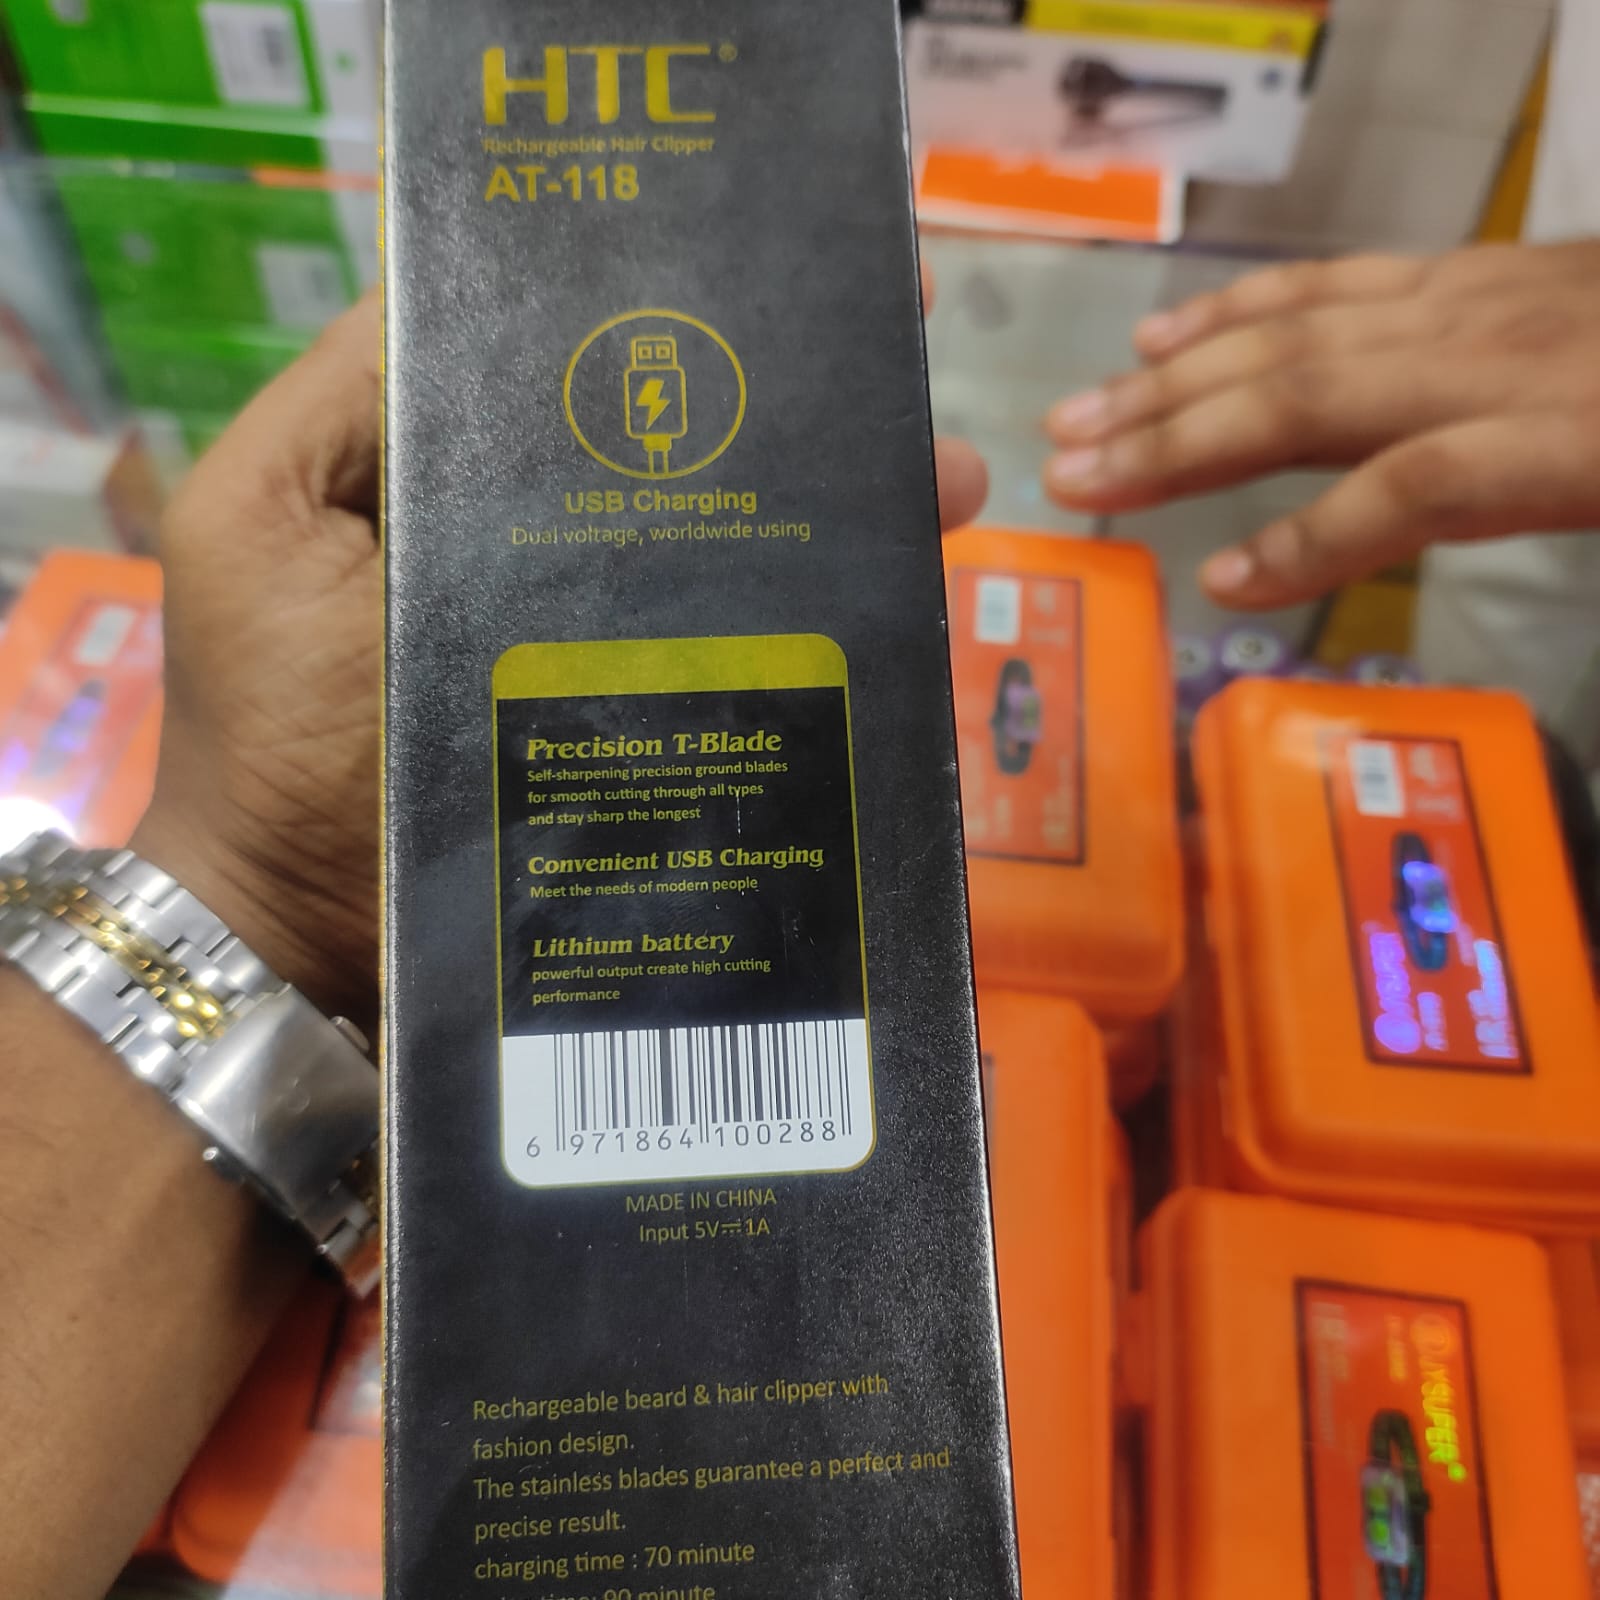 HTC®
Rechargeable Hair Clipper
AT-118
USB Charging
Dual voltage, worldwide using
Precision T-Blade
Self-sharpening precision ground blades
for smooth cutting through all types
and stay sharp the longest
Convenient USB Charging
Meet the needs of modern people
Lithium battery
powerful output create high cutting
performance
6 971864 100288
MADE IN CHINA
Input 5V⎓1A
Rechargeable beard & hair clipper with
fashion design.
The stainless blades guarantee a perfect and
precise result.
charging time : 70 minute
time: 90 minute